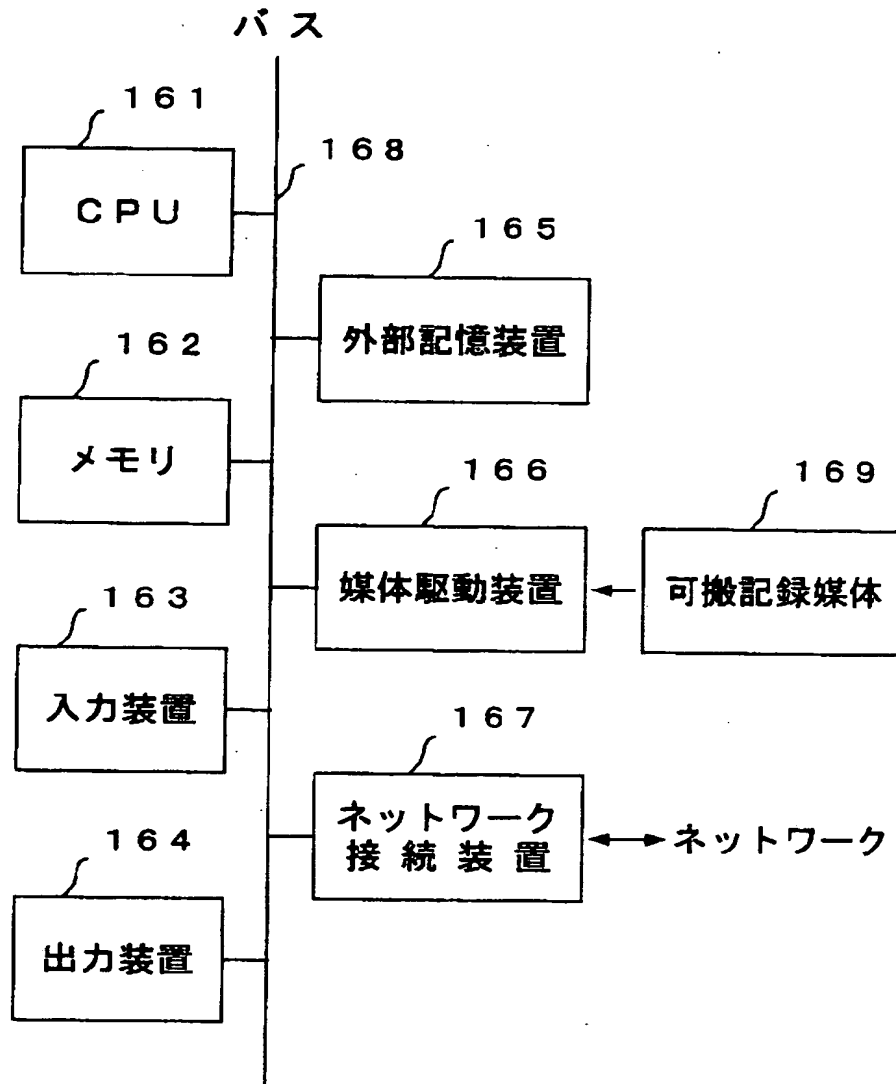 バス
161
CPU
168
165
外部記憶装置
162
メモリ
166
媒体駆動装置
169
可搬記録媒体
163
入力装置
167
ネットワーク
接続装置
ネットワーク
164
出力装置